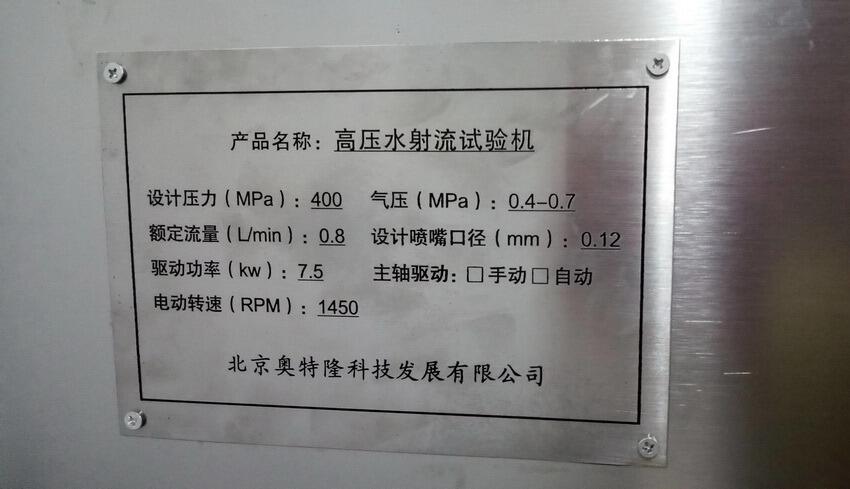 产品名称：高压水射流试验机
设计压力（MPa）：400 气压（MPa）：0.4-0.7
额定流量（L/min）：0.8 设计喷嘴口径（mm）：0.12
驱动功率（kw）：7.5 主轴驱动：□手动□自动
电动转速（RPM）：1450
北京奥特隆科技发展有限公司